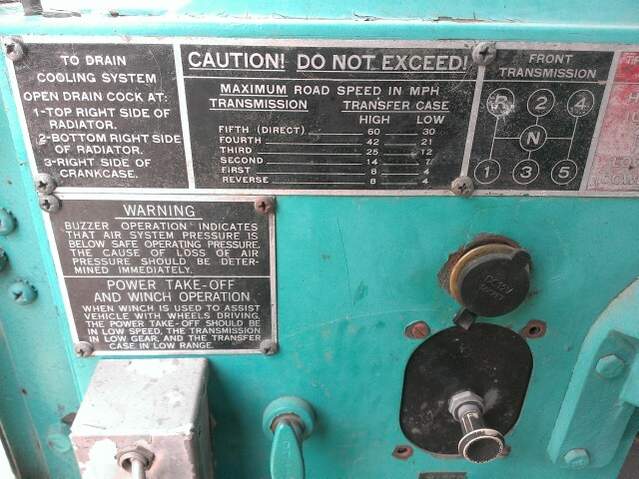 TO DRAIN
COOLING SYSTEM
OPEN DRAIN COCK AT:
1-TOP RIGHT SIDE OF
RADIATOR.
2-BOTTOM RIGHT SIDE
OF RADIATOR.
3-RIGHT SIDE OF
CRANKCASE.
CAUTION! DO NOT EXCEED!
MAXIMUM ROAD SPEED IN MPH
TRANSMISSION TRANSFER CASE
HIGH LOW
FIFTH (DIRECT) 60 30
FOURTH 42 21
THIRD 25 12
SECOND 14 7
FIRST 8 4
REVERSE 8 4
FRONT
TRANSMISSION
R 2 4
N
1 3 5
WARNING
BUZZER OPERATION INDICATES
THAT AIR SYSTEM PRESSURE IS
BELOW SAFE OPERATING PRESSURE.
THE CAUSE OF LOSS OF AIR
PRESSURE SHOULD BE DETER-
MINED IMMEDIATELY.
POWER TAKE-OFF
AND WINCH OPERATION
WHEN WINCH IS USED TO ASSIST
VEHICLE WITH WHEELS DRIVING,
THE POWER TAKE-OFF SHOULD BE
IN LOW SPEED, THE TRANSMISSION
IN LOW GEAR, AND THE TRANSFER
CASE IN LOW RANGE.
DC12V